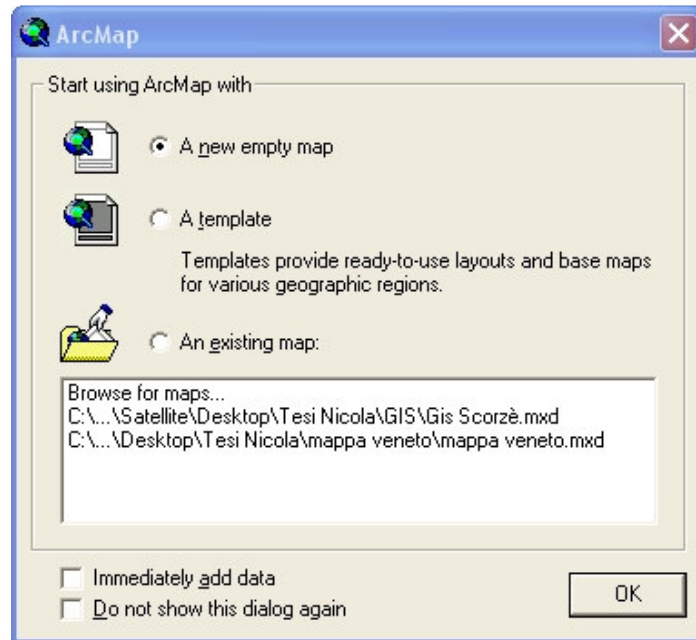 ArcMap
Start using ArcMap with
A new empty map
A template
Templates provide ready-to-use layouts and base maps
for various geographic regions.
An existing map:
Browse for maps...
C:\...\Satellite\Desktop\Tesi Nicola\GIS\Gis Scorzè.mxd
C:\...\Desktop\Tesi Nicola\mappa veneto\mappa veneto.mxd
Immediately add data
Do not show this dialog again
OK